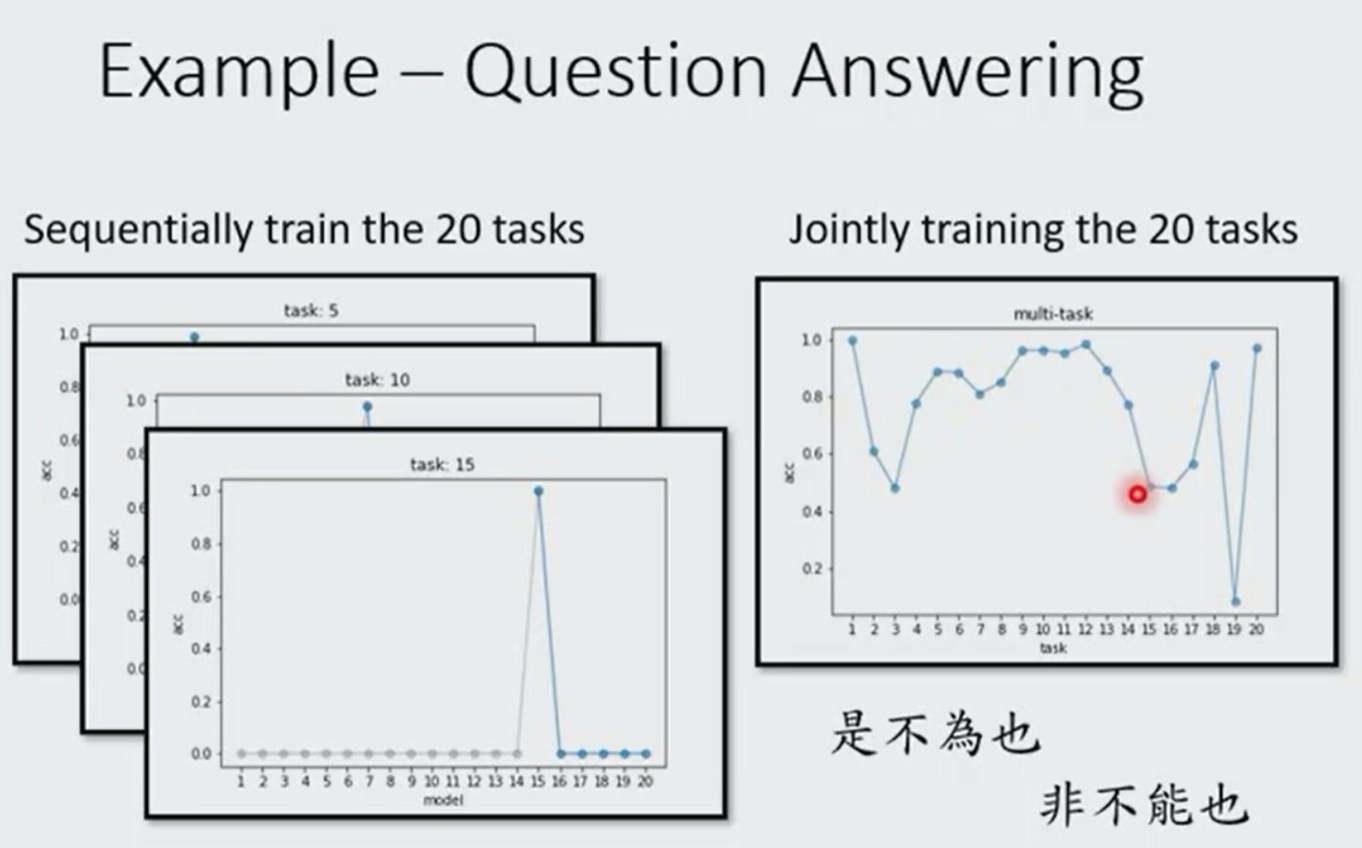 Example – Question Answering
Sequentially train the 20 tasks
task: 5
1.0
0.8
0.6
0.4
0.2
0.0
acc
task: 10
1.0
0.8
0.6
0.4
0.2
0.0
acc
task: 15
1.0
0.8
0.6
0.4
0.2
0.0
acc
1 2 3 4 5 6 7 8 9 10 11 12 13 14 15 16 17 18 19 20
model
Jointly training the 20 tasks
multi-task
1.0
0.8
0.6
0.4
0.2
acc
1 2 3 4 5 6 7 8 9 10 11 12 13 14 15 16 17 18 19 20
task
是不為也
非不能也